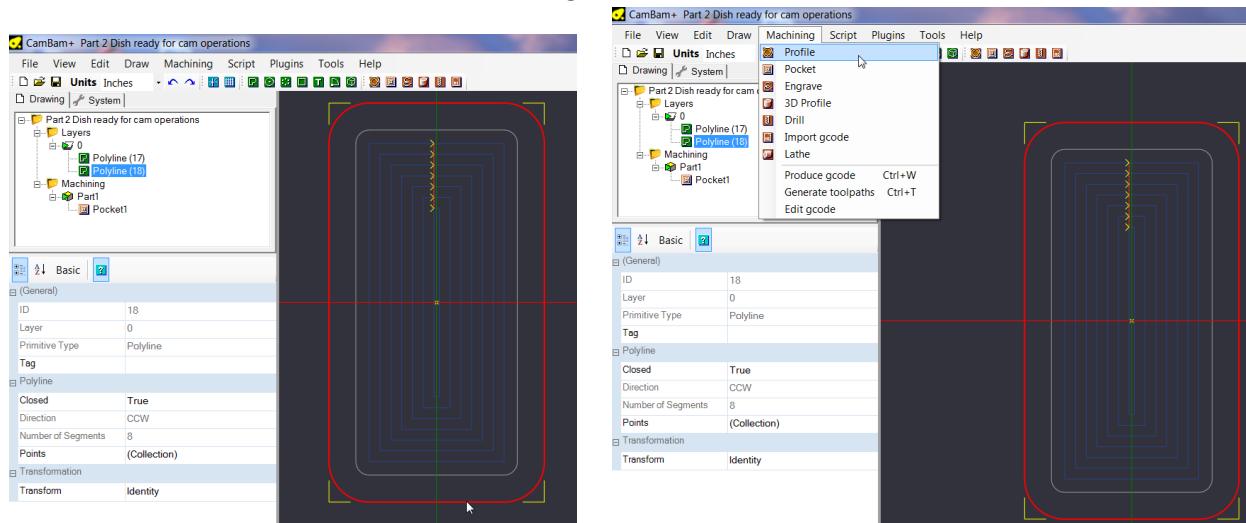 CamBam+ Part 2 Dish ready for cam operations
File View Edit Draw Machining Script Plugins Tools Help
Units Inches
Drawing System
Part 2 Dish ready for cam operations
Layers
0
Polyline (17)
Polyline (18)
Machining
Part1
Pocket1
Basic
(General)
ID 18
Layer 0
Primitive Type Polyline
Tag
Polyline
Closed True
Direction CCW
Number of Segments 8
Points (Collection)
Transformation
Transform Identity
CamBam+ Part 2 Dish ready for cam operations
File View Edit Draw Machining Script Plugins Tools Help
Units Inches
Drawing System
Part 2 Dish ready for cam
Layers
0
Polyline (17)
Polyline (18)
Machining
Part1
Pocket1
Profile
Pocket
Engrave
3D Profile
Drill
Import gcode
Lathe
Produce gcode Ctrl+W
Generate toolpaths Ctrl+T
Edit gcode
Basic
(General)
ID 18
Layer 0
Primitive Type Polyline
Tag
Polyline
Closed True
Direction CCW
Number of Segments 8
Points (Collection)
Transformation
Transform Identity